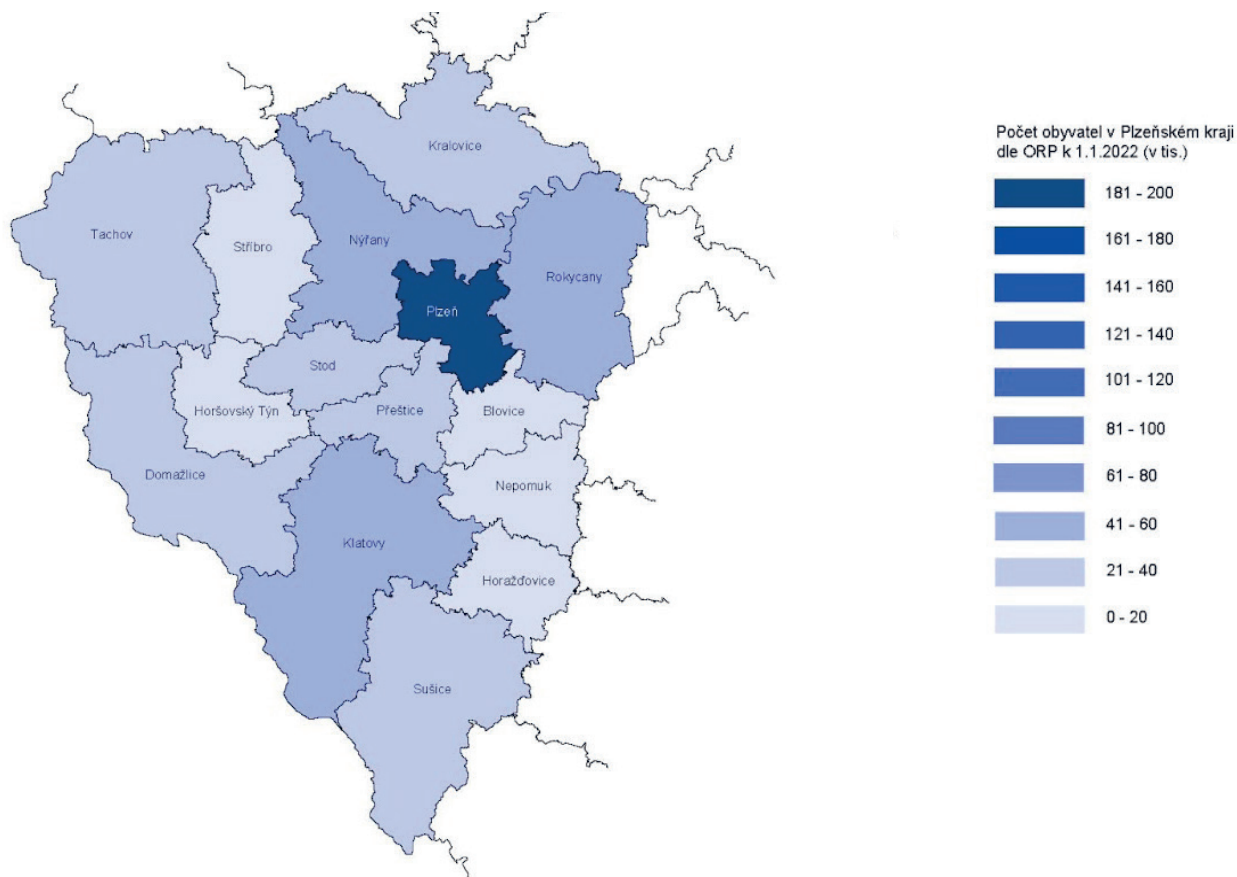 Počet obyvatel v Plzeňském kraji
dle ORP k 1.1.2022 (v tis.)
181 - 200
161 - 180
141 - 160
121 - 140
101 - 120
81 - 100
61 - 80
41 - 60
21 - 40
0 - 20
Kralovice
Tachov
Stříbro
Nýřany
Rokycany
Plzeň
Stod
Horšovský Týn
Přeštice
Blovice
Domažlice
Nepomuk
Klatovy
Horažďovice
Sušice